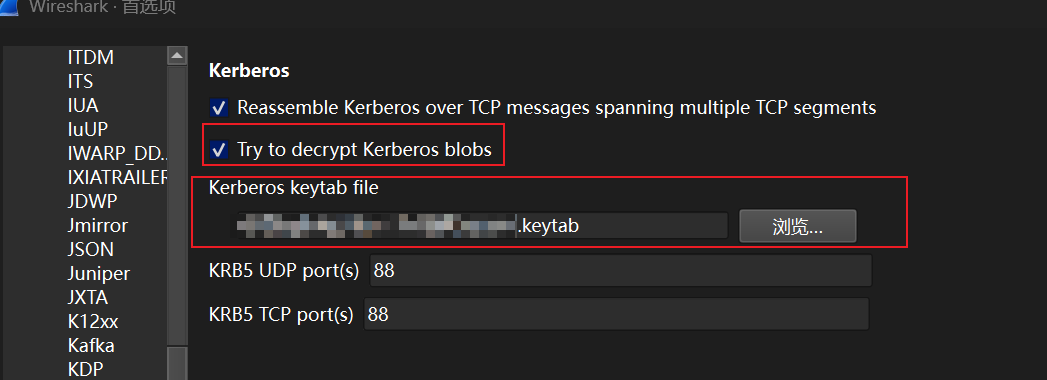 Wireshark · 首选项
ITDM
ITS
IUA
IuUP
IWARP_DD...
IXIATRAILER
JDWP
Jmirror
JSON
Juniper
JXTA
K12xx
Kafka
KDP
Kerberos
Reassemble Kerberos over TCP messages spanning multiple TCP segments
Try to decrypt Kerberos blobs
Kerberos keytab file
.keytab 浏览...
KRB5 UDP port(s) 88
KRB5 TCP port(s) 88